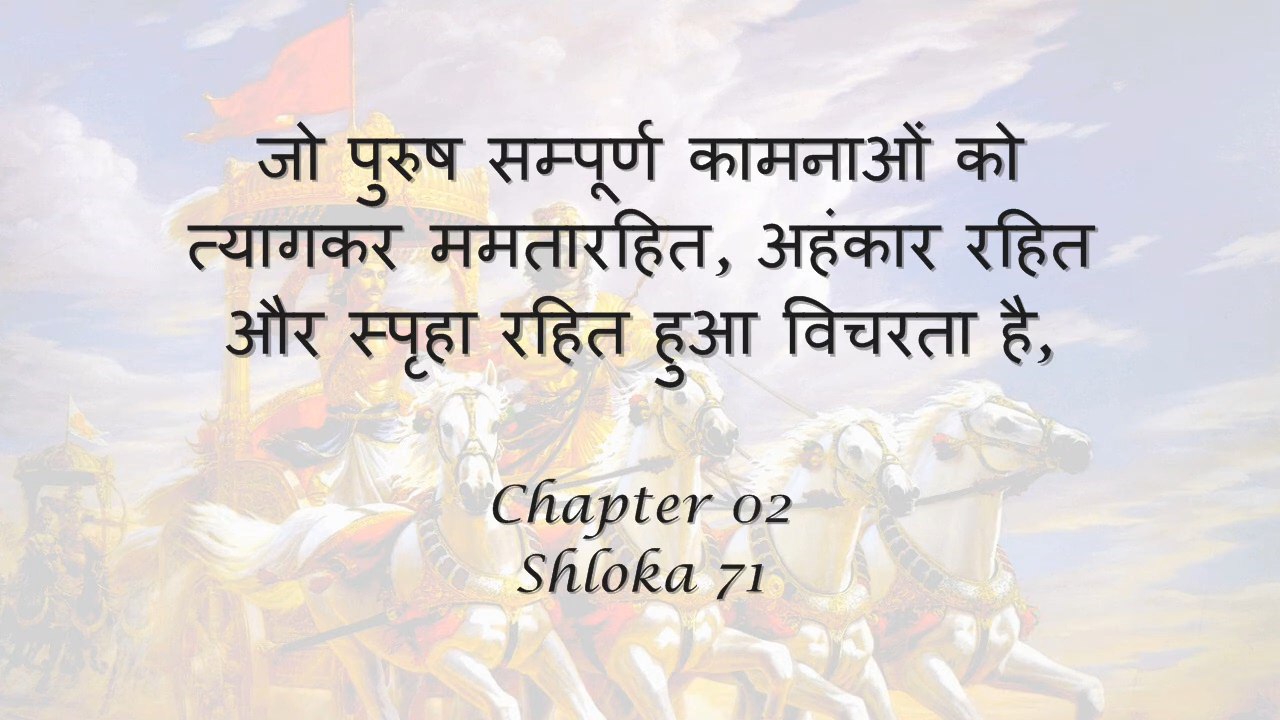 जो पुरुष सम्पूर्ण कामनाओं को
त्यागकर ममतारहित, अहंकार रहित
और स्पृहा रहित हुआ विचरता है,
Chapter 02
Shloka 71